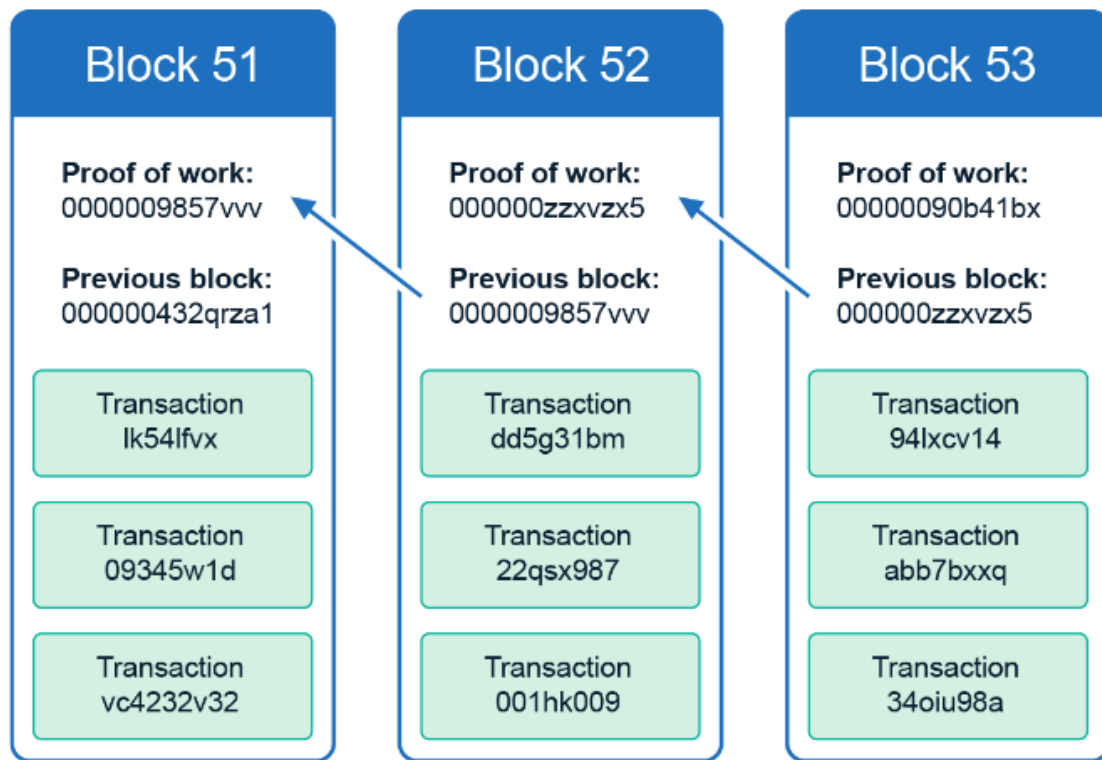 Block 51
Proof of work:
0000009857vvv
Previous block:
000000432qrza1
Transaction
lk54lfvx
Transaction
09345w1d
Transaction
vc4232v32
Block 52
Proof of work:
000000zzxvzx5
Previous block:
0000009857vvv
Transaction
dd5g31bm
Transaction
22qsx987
Transaction
001hk009
Block 53
Proof of work:
00000090b41bx
Previous block:
000000zzxvzx5
Transaction
94lxcv14
Transaction
abb7bxxq
Transaction
34oiu98a